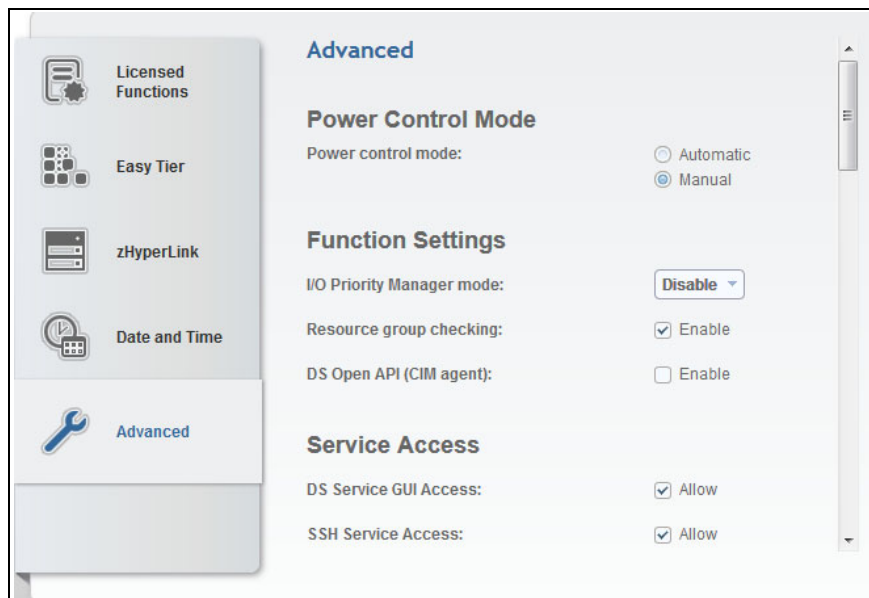 Licensed
Functions
Easy Tier
zHyperLink
Date and Time
Advanced
Advanced
Power Control Mode
Power control mode:
Automatic
Manual
Function Settings
I/O Priority Manager mode:
Disable
Resource group checking:
Enable
DS Open API (CIM agent):
Enable
Service Access
DS Service GUI Access:
Allow
SSH Service Access:
Allow